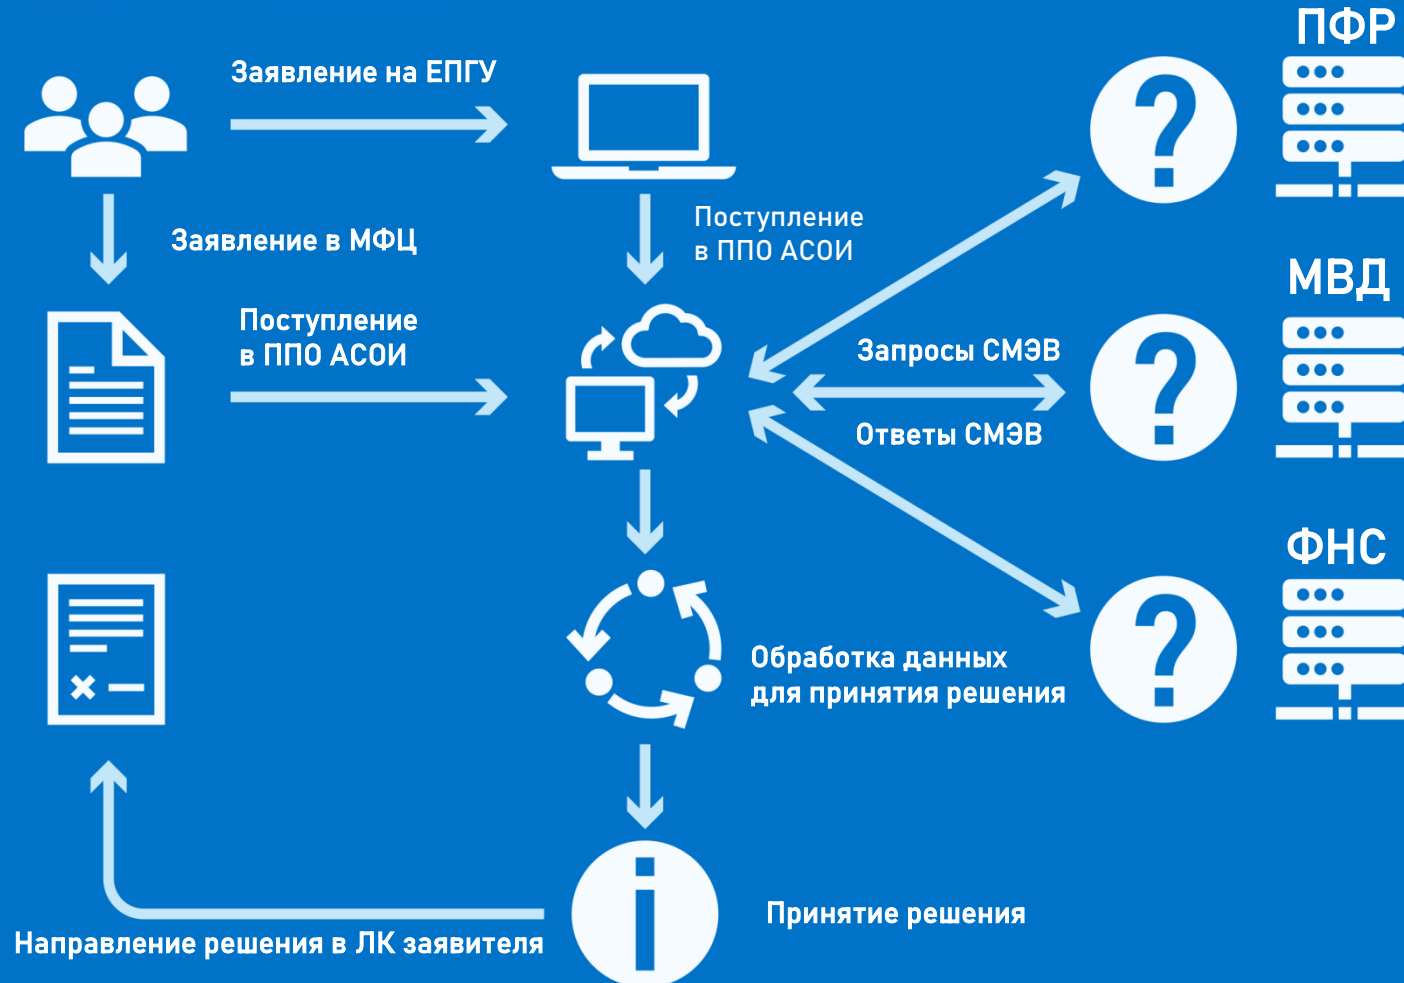 ПФР
Заявление на ЕПГУ
Поступление
в ППО АСОИ
Заявление в МФЦ
МВД
Поступление
в ППО АСОИ
Запросы СМЭВ
Ответы СМЭВ
ФНС
Обработка данных
для принятия решения
Принятие решения
Направление решения в ЛК заявителя